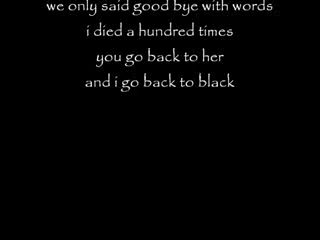 we only said good bye with words
i died a hundred times
you go back to her
and i go back to black